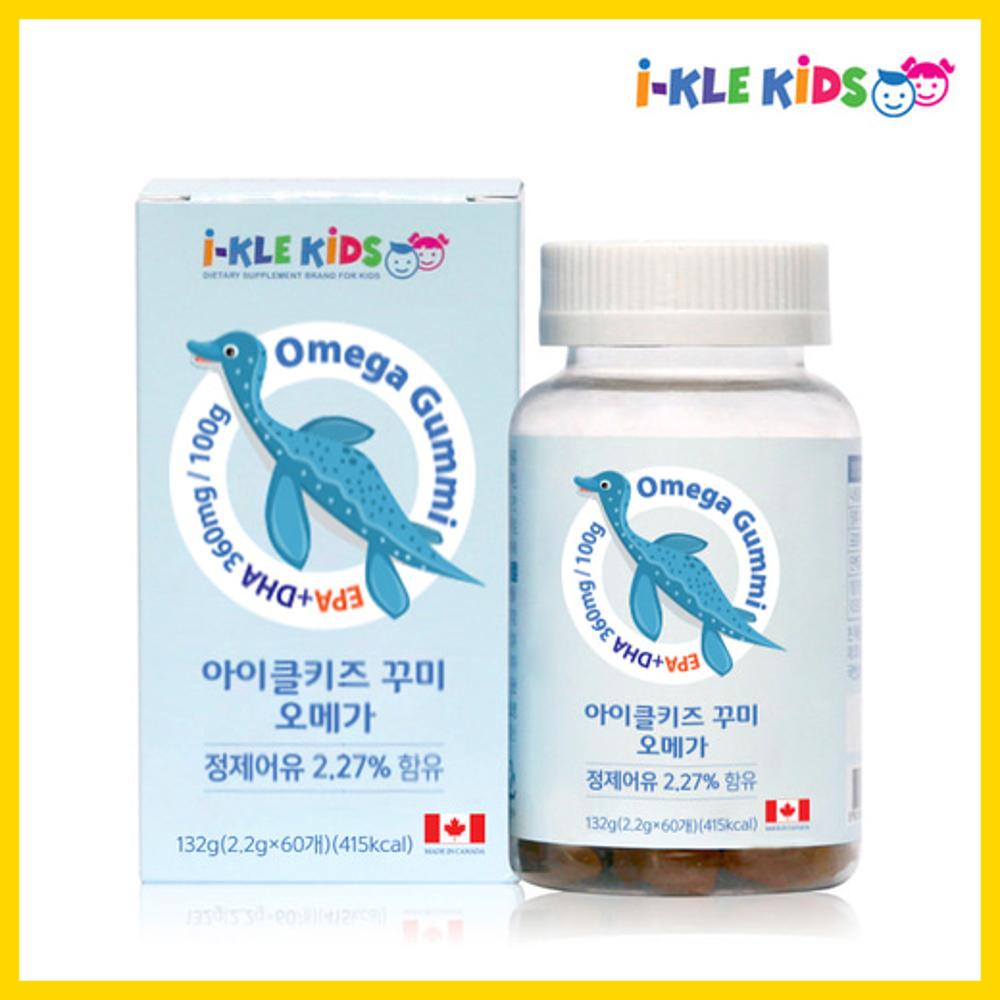 i-KLE KiDS
i-KLE KiDS
DIETARY SUPPLEMENT BRAND FOR KIDS
Omega Gummi
EPA+DHA 360mg / 100g
아이클키즈 꾸미
오메가
정제어유 2.27% 함유
132g(2.2g×60개)(415kcal)
MADE IN CANADA
Omega Gummi
EPA+DHA 360mg / 100g
아이클키즈 꾸미
오메가
정제어유 2.27% 함유
132g(2.2g×60개)(415kcal)
MADE IN CANADA